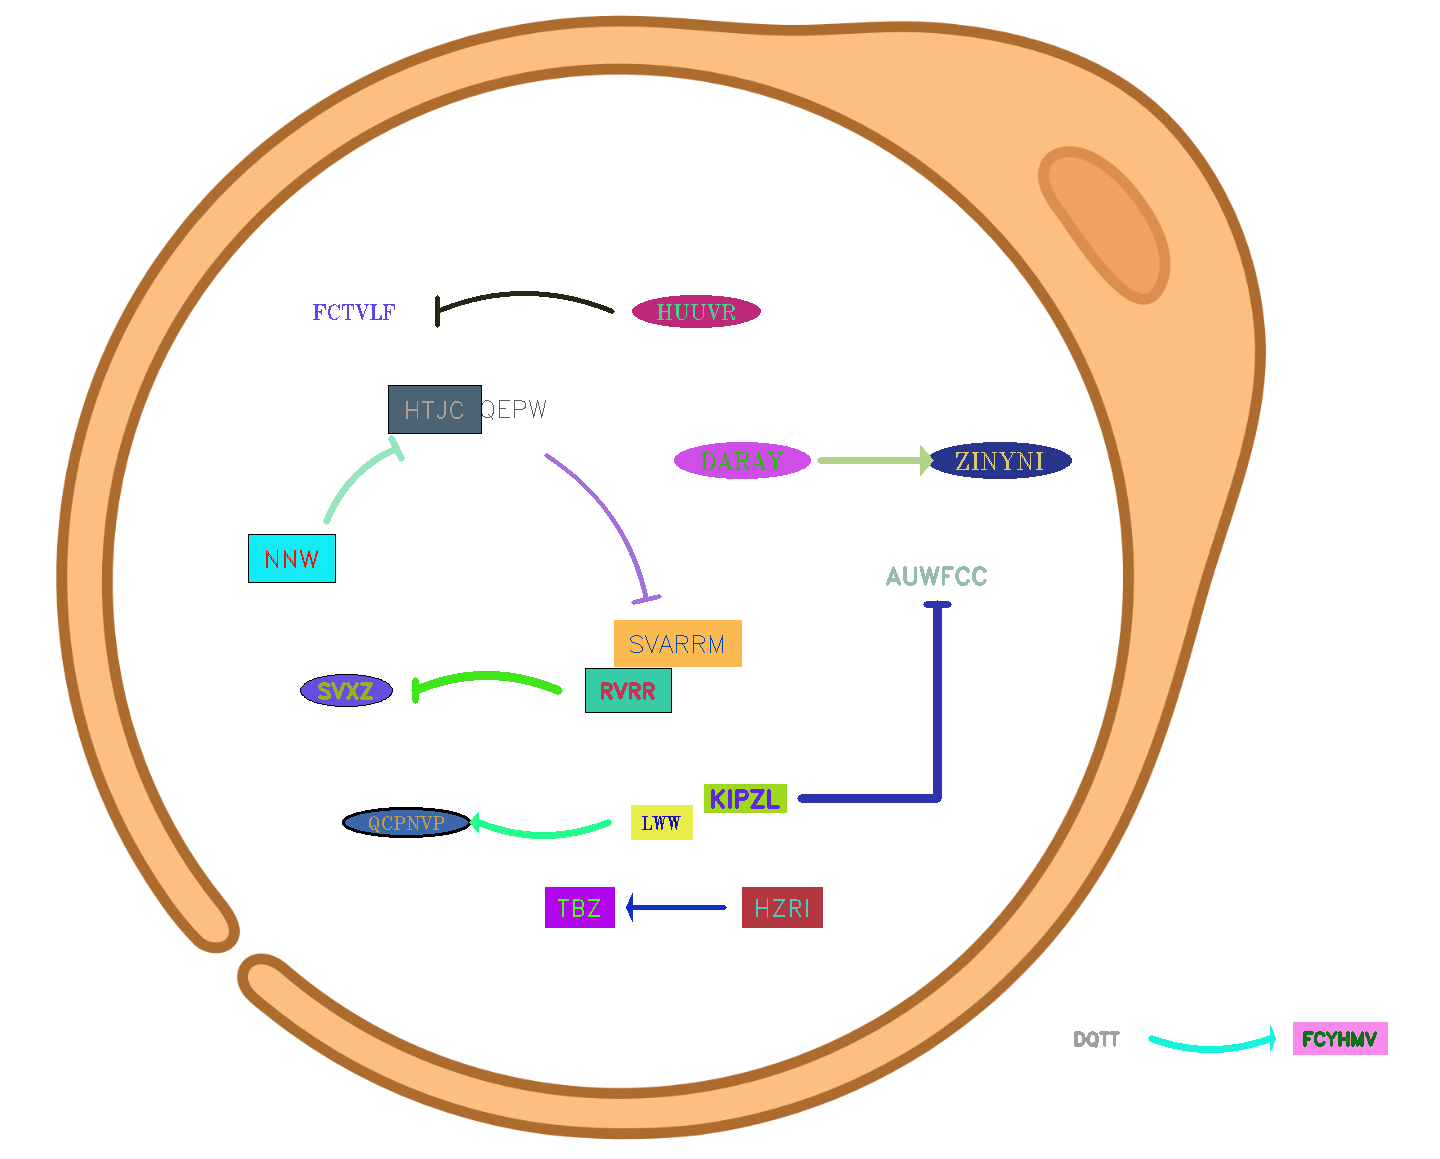 FCTVLF
HUUVR
HTJC
QEPW
DARAY
ZINYNI
NNW
AUWFCC
SVARRM
SVXZ
RVRR
KIPZL
QCPNVP
LWW
TBZ
HZRI
DQTT
FCYHMV